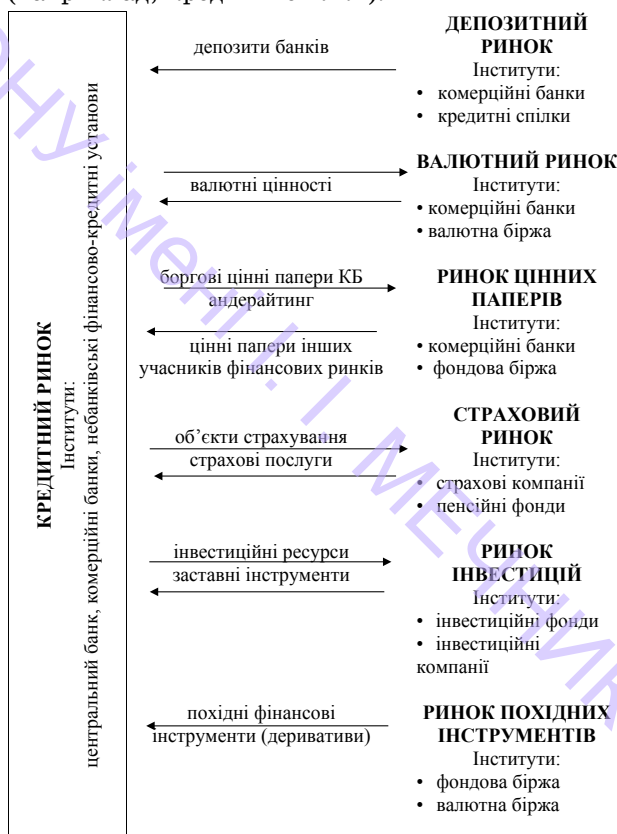 депозити банків
ДЕПОЗИТНИЙ
РИНОК
Інститути:
• комерційні банки
• кредитні спілки
валютні цінності
ВАЛЮТНИЙ РИНОК
Інститути:
• комерційні банки
• валютна біржа
боргові цінні папери КБ
андерайтинг
цінні папери інших
учасників фінансових ринків
РИНОК ЦІННИХ
ПАПЕРІВ
Інститути:
• комерційні банки
• фондова біржа
об’єкти страхування
страхові послуги
СТРАХОВИЙ
РИНОК
Інститути:
• страхові компанії
• пенсійні фонди
інвестиційні ресурси
заставні інструменти
РИНОК
ІНВЕСТИЦІЙ
Інститути:
• інвестиційні фонди
• інвестиційні
компанії
похідні фінансові
інструменти (деривативи)
РИНОК ПОХІДНИХ
ІНСТРУМЕНТІВ
Інститути:
• фондова біржа
• валютна біржа
КРЕДИТНИЙ РИНОК
Інститути:
центральний банк, комерційні банки, небанківські фінансово-кредитні установи
імені І. І. МЕЧНИК